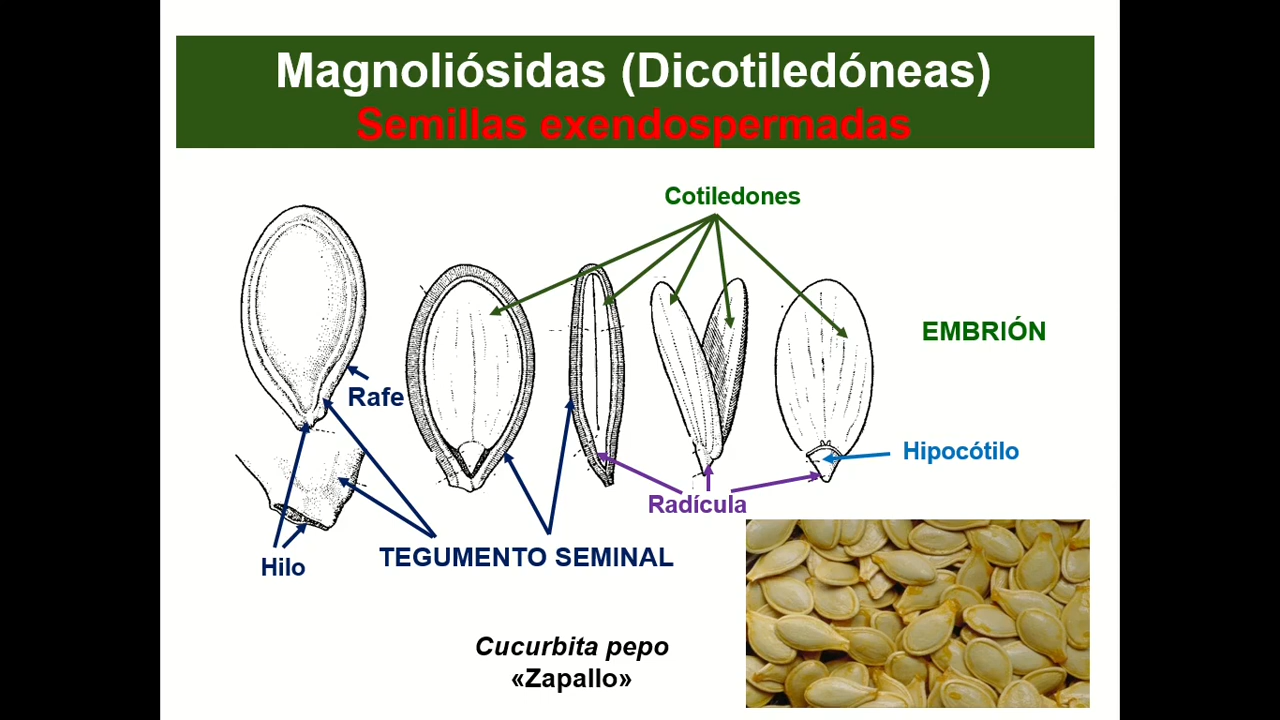 Magnoliósidas (Dicotiledóneas)
Semillas exendospermadas
Cotiledones
EMBRIÓN
Rafe
Hipocótilo
Radícula
TEGUMENTO SEMINAL
Hilo
Cucurbita pepo
«Zapallo»